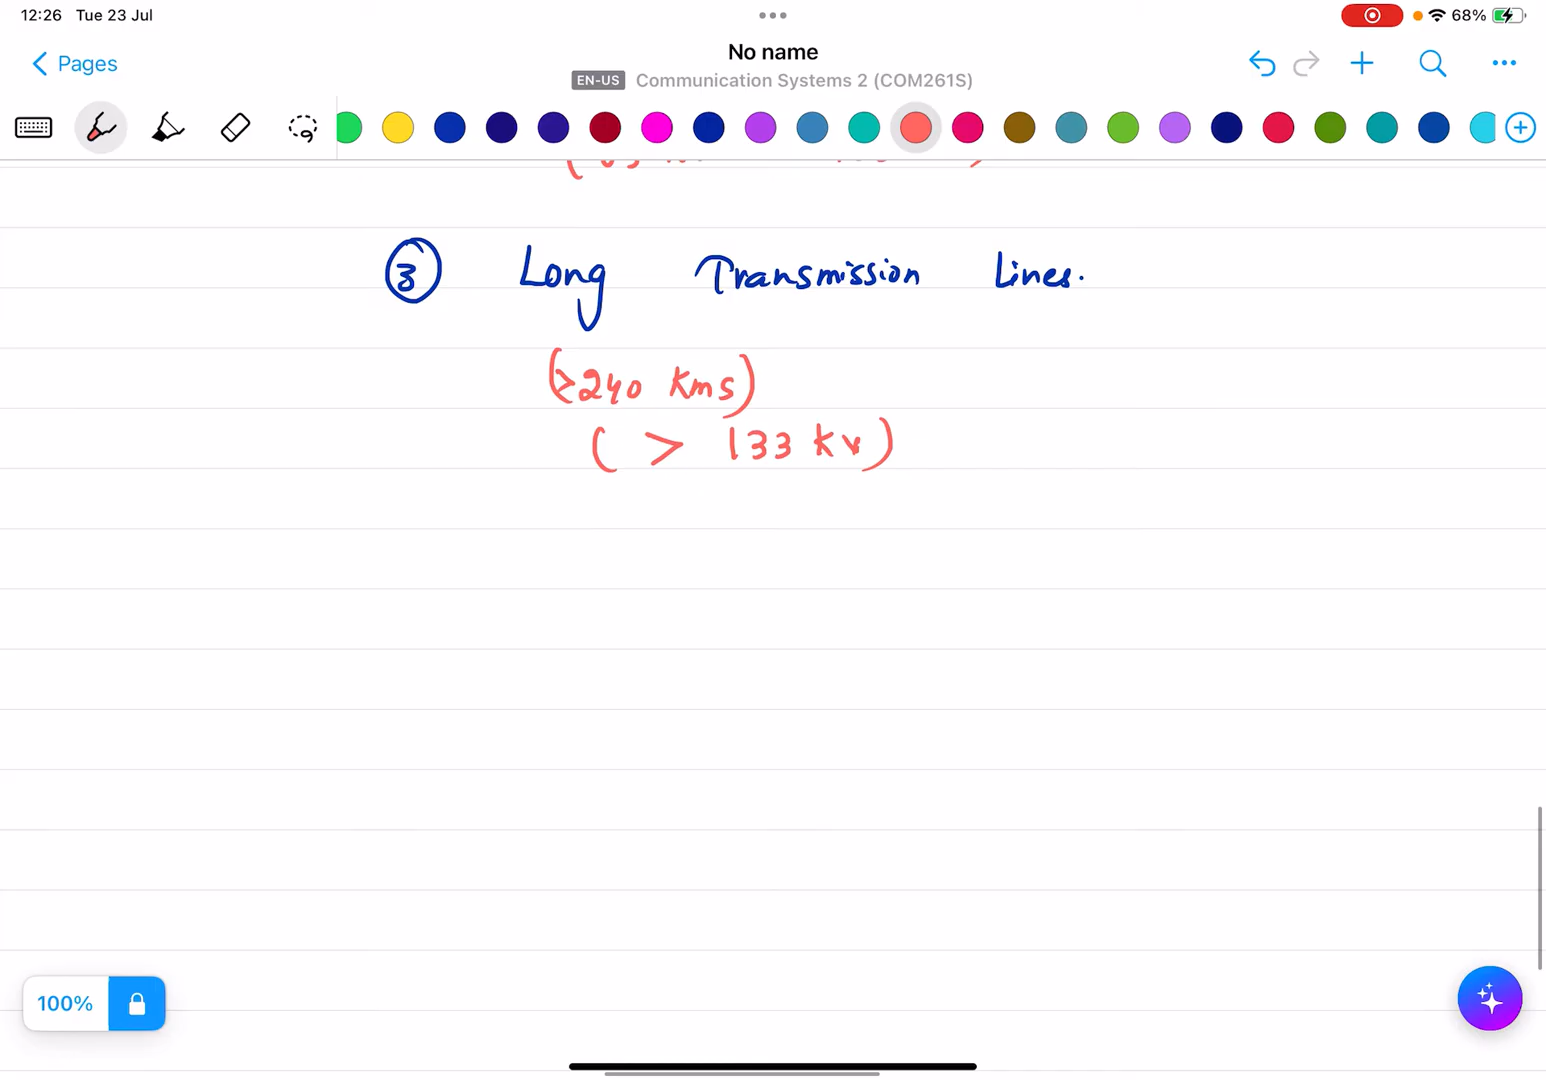 12:26 Tue 23 Jul
68%
No name
Pages
EN-US Communication Systems 2 (COM261S)
3 Long Transmission Lines.
(>240 Kms)
( > 133 kv)
100%